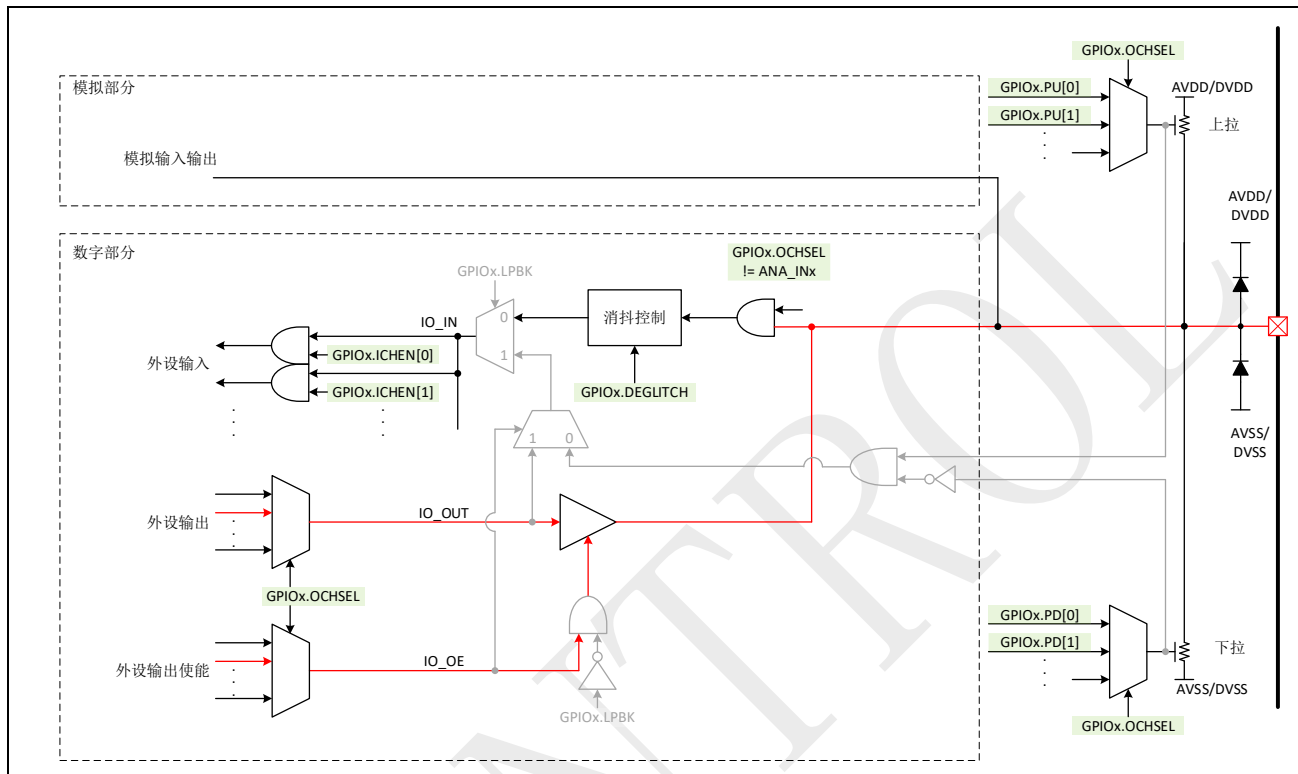 GPIOx.OCHSEL
模拟部分
GPIOx.PU[0]
AVDD/DVDD
GPIOx.PU[1]
上拉
模拟输入输出
AVDD/
DVDD
数字部分
GPIOx.OCHSEL
!= ANA_INx
GPIOx.LPBK
IO_IN
0
消抖控制
外设输入
GPIOx.ICHEN[0]
1
GPIOx.ICHEN[1]
GPIOx.DEGLITCH
AVSS/
DVSS
1 0
外设输出
IO_OUT
GPIOx.OCHSEL
GPIOx.PD[0]
外设输出使能
IO_OE
GPIOx.PD[1]
下拉
AVSS/DVSS
GPIOx.LPBK
GPIOx.OCHSEL
NTROL